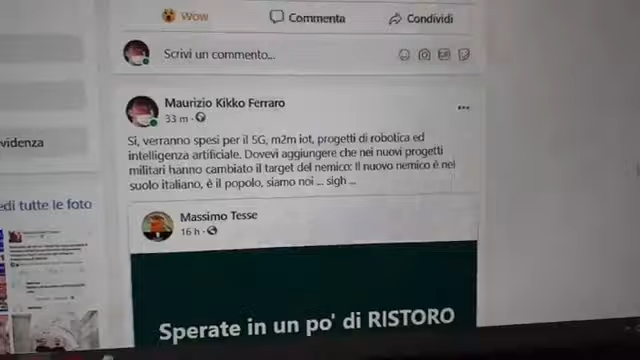 Wow
Commenta
Condividi
Scrivi un commento...
Maurizio Kikko Ferraro
33 m ·
Si, verranno spesi per il 5G, m2m iot, progetti di robotica ed
intelligenza artificiale. Dovevi aggiungere che nei nuovi progetti
militari hanno cambiato il target del nemico: Il nuovo nemico è nel
suolo italiano, è il popolo, siamo noi ... sigh ...
videnza
edi tutte le foto
Massimo Tesse
16 h ·
Sperate in un po' di RISTORO